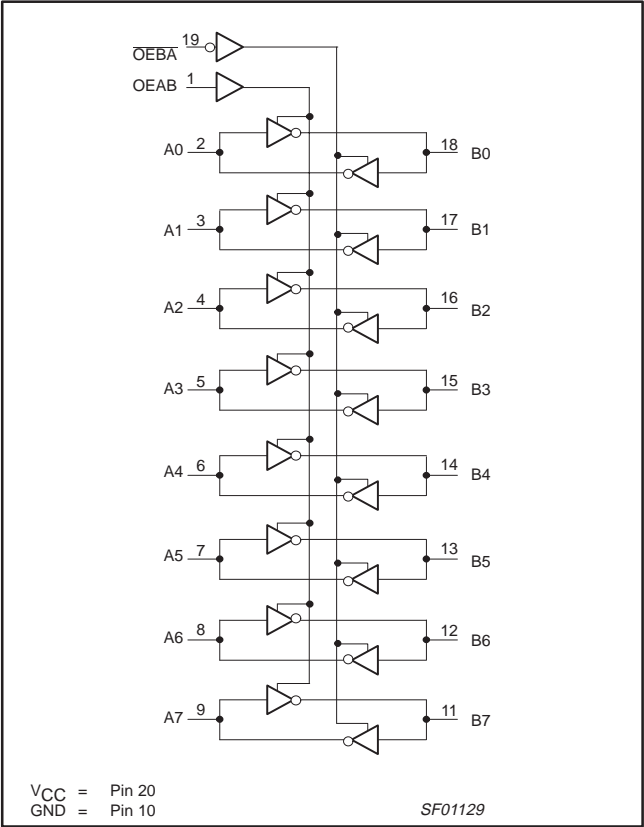 OEBA 19
OEAB 1
A0 2 18 B0
A1 3 17 B1
A2 4 16 B2
A3 5 15 B3
A4 6 14 B4
A5 7 13 B5
A6 8 12 B6
A7 9 11 B7
VCC = Pin 20
GND = Pin 10
SF01129